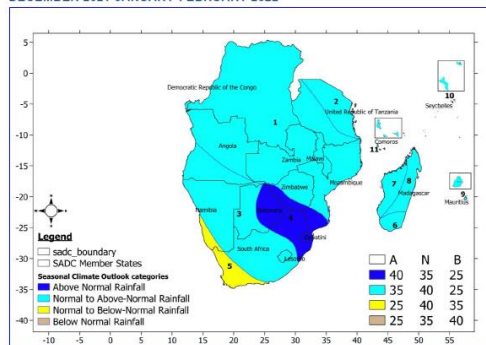 DECEMBER 2021-JANUARY-FEBRUARY 2022
5
0
-5
-10
-15
-20
-25
-30
-35
-40
Democratic Republic of the Congo
2
United Republic of Tanzania
1
10
Seychelles
11
Comoros
Angola
Zambia
Malawi
Mozambique
7
8
Madagascar
9
Mauritius
6
Zimbabwe
Namibia
3
Botswana
4
Eswatini
South Africa
Lesotho
5
Legend
sadc_boundary
SADC Member States
Seasonal Climate Outlook categories
Above Normal Rainfall
Normal to Above-Normal Rainfall
Normal to Below-Normal Rainfall
Below Normal Rainfall
A N B
40 35 25
35 40 25
25 40 35
25 35 40
-10 -5 0 5 10 15 20 25 30 35 40 45 50 55